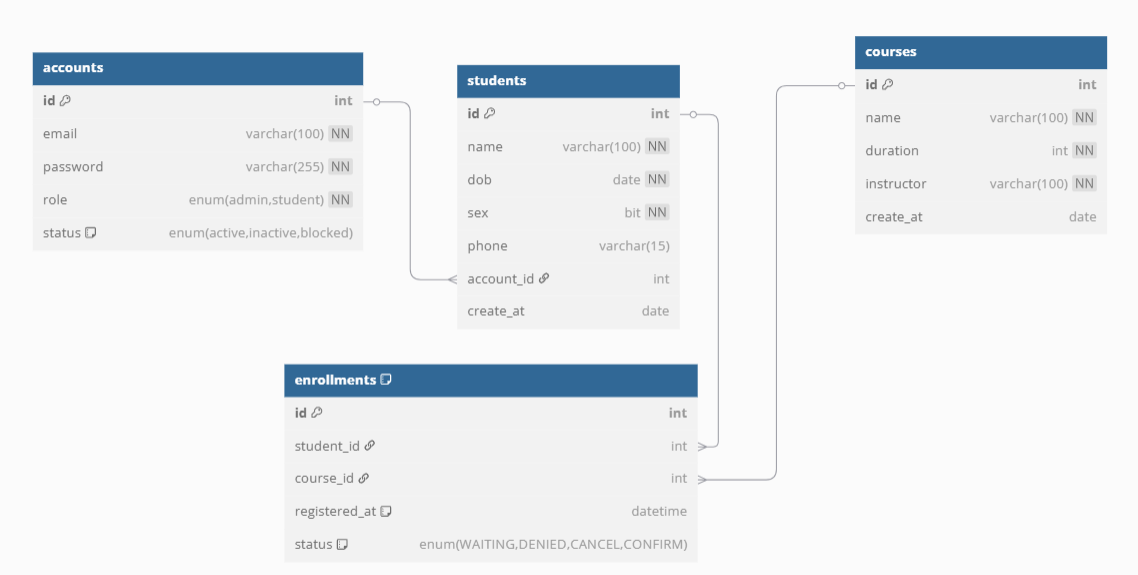 accounts
id int
email varchar(100) NN
password varchar(255) NN
role enum(admin,student) NN
status enum(active,inactive,blocked)
students
id int
name varchar(100) NN
dob date NN
sex bit NN
phone varchar(15)
account_id int
create_at date
courses
id int
name varchar(100) NN
duration int NN
instructor varchar(100) NN
create_at date
enrollments
id int
student_id int
course_id int
registered_at datetime
status enum(WAITING,DENIED,CANCEL,CONFIRM)